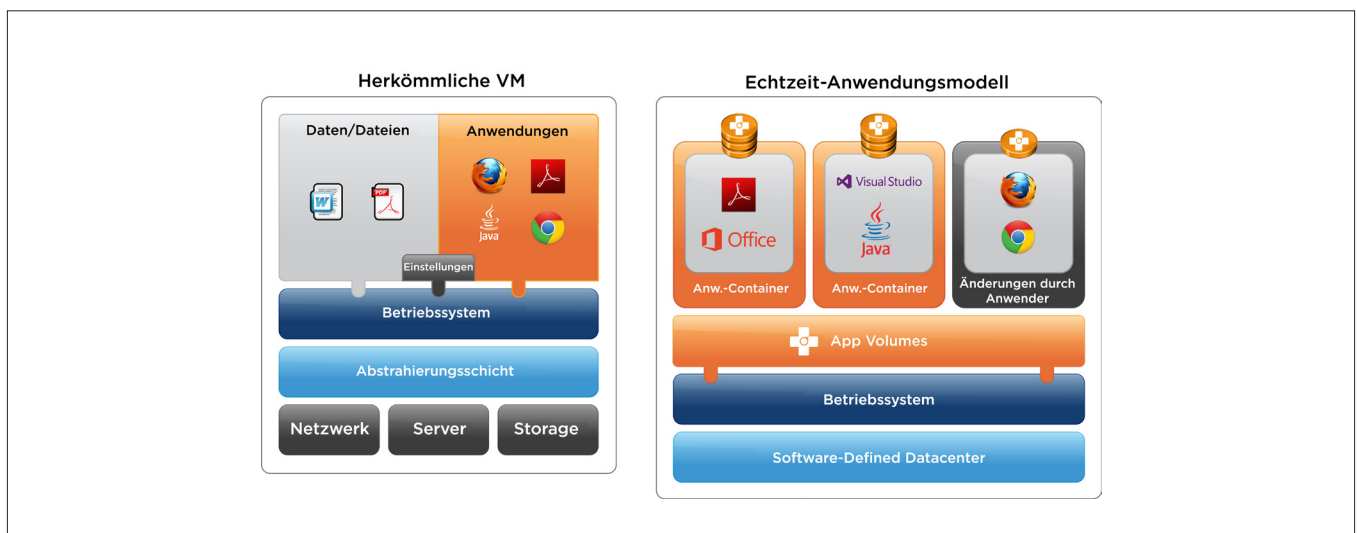 Herkömmliche VM
Daten/Dateien
Anwendungen
W
PDF
Java
Einstellungen
Betriebssystem
Abstrahierungsschicht
Netzwerk
Server
Storage
Echtzeit-Anwendungsmodell
Office
Anw.-Container
Visual Studio
Java
Anw.-Container
Änderungen durch
Anwender
App Volumes
Betriebssystem
Software-Defined Datacenter